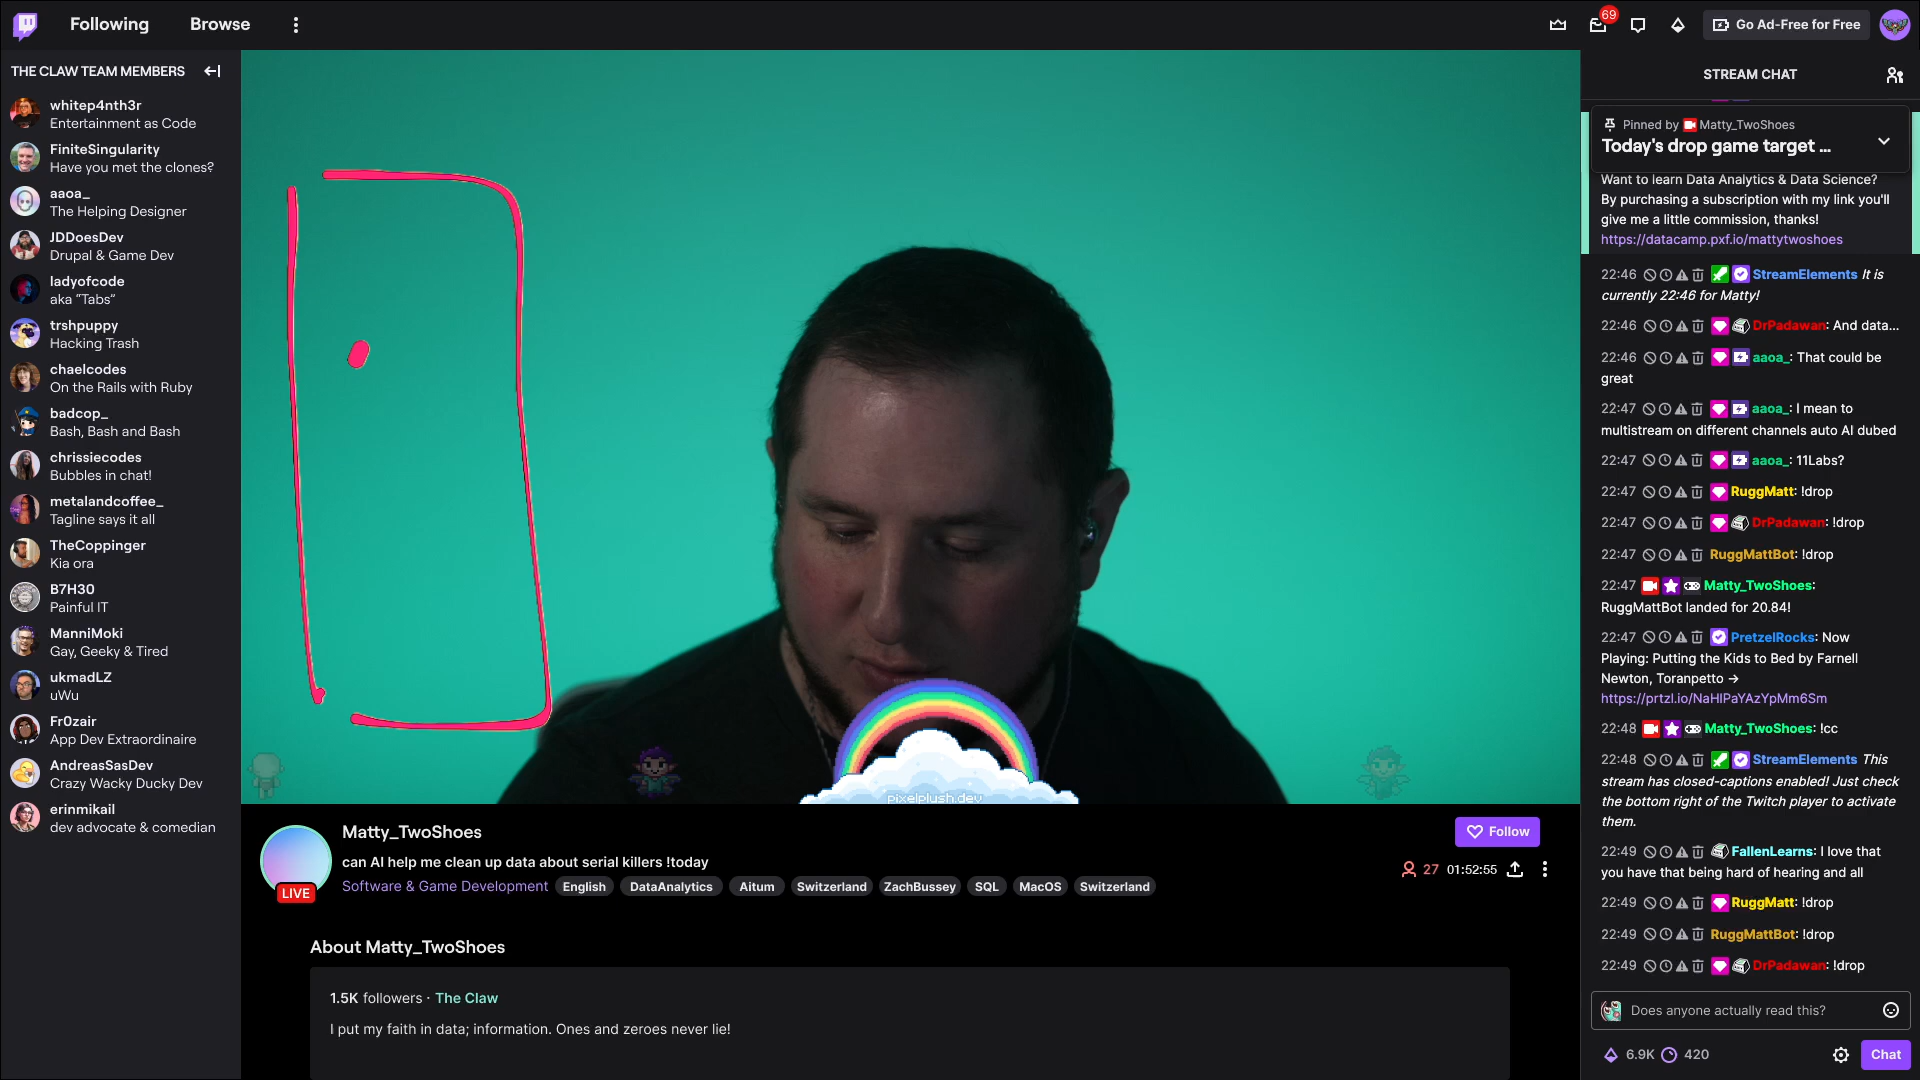 Following
Browse
69
Go Ad-Free for Free
THE CLAW TEAM MEMBERS
whitep4nth3r
Entertainment as Code
FiniteSingularity
Have you met the clones?
aaoa_
The Helping Designer
JDDoesDev
Drupal & Game Dev
ladyofcode
aka “Tabs”
trshpuppy
Hacking Trash
chaelcodes
On the Rails with Ruby
badcop_
Bash, Bash and Bash
chrissiecodes
Bubbles in chat!
metalandcoffee_
Tagline says it all
TheCoppinger
Kia ora
B7H30
Painful IT
ManniMoki
Gay, Geeky & Tired
ukmadLZ
uWu
Fr0zair
App Dev Extraordinaire
AndreasSasDev
Crazy Wacky Ducky Dev
erinmikail
dev advocate & comedian
pixelplush.dev
LIVE
Matty_TwoShoes
can AI help me clean up data about serial killers !today
Software & Game Development English DataAnalytics Aitum Switzerland ZachBussey SQL MacOS Switzerland
Follow
27 01:52:55
About Matty_TwoShoes
1.5K followers · The Claw
I put my faith in data; information. Ones and zeroes never lie!
STREAM CHAT
Pinned by Matty_TwoShoes
Today's drop game target ...
Want to learn Data Analytics & Data Science?
By purchasing a subscription with my link you'll
give me a little commission, thanks!
https://datacamp.pxf.io/mattytwoshoes
22:46 StreamElements It is
currently 22:46 for Matty!
22:46 DrPadawan: And data...
22:46 aaoa_: That could be
great
22:47 aaoa_: I mean to
multistream on different channels auto AI dubed
22:47 aaoa_: 11Labs?
22:47 RuggMatt: !drop
22:47 DrPadawan: !drop
22:47 RuggMattBot: !drop
22:47 Matty_TwoShoes:
RuggMattBot landed for 20.84!
22:47 PretzelRocks: Now
Playing: Putting the Kids to Bed by Farnell
Newton, Toranpetto ->
https://prtzl.io/NaHlPaYAzYpMm6Sm
22:48 Matty_TwoShoes: !cc
22:48 StreamElements This
stream has closed-captions enabled! Just check
the bottom right of the Twitch player to activate
them.
22:49 FallenLearns: I love that
you have that being hard of hearing and all
22:49 RuggMatt: !drop
22:49 RuggMattBot: !drop
22:49 DrPadawan: !drop
Does anyone actually read this?
6.9K 420
Chat